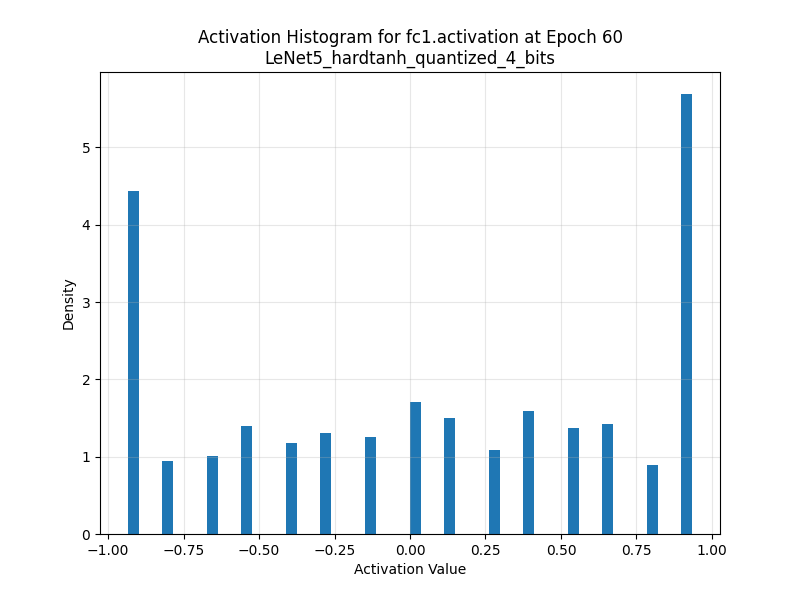 Activation Histogram for fc1.activation at Epoch 60
LeNet5_hardtanh_quantized_4_bits
Density
5
4
3
2
1
0
−1.00 −0.75 −0.50 −0.25 0.00 0.25 0.50 0.75 1.00
Activation Value